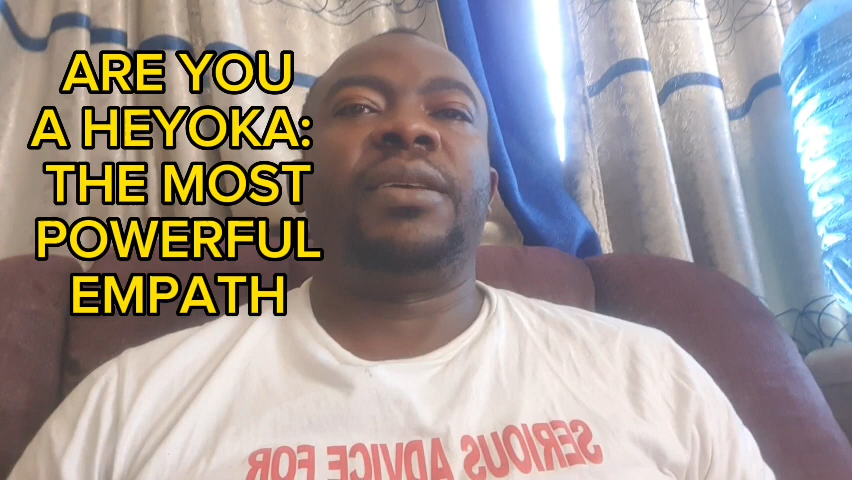 ARE YOU
A HEYOKA:
THE MOST
POWERFUL
EMPATH
SERIOUS ADVICE FOR